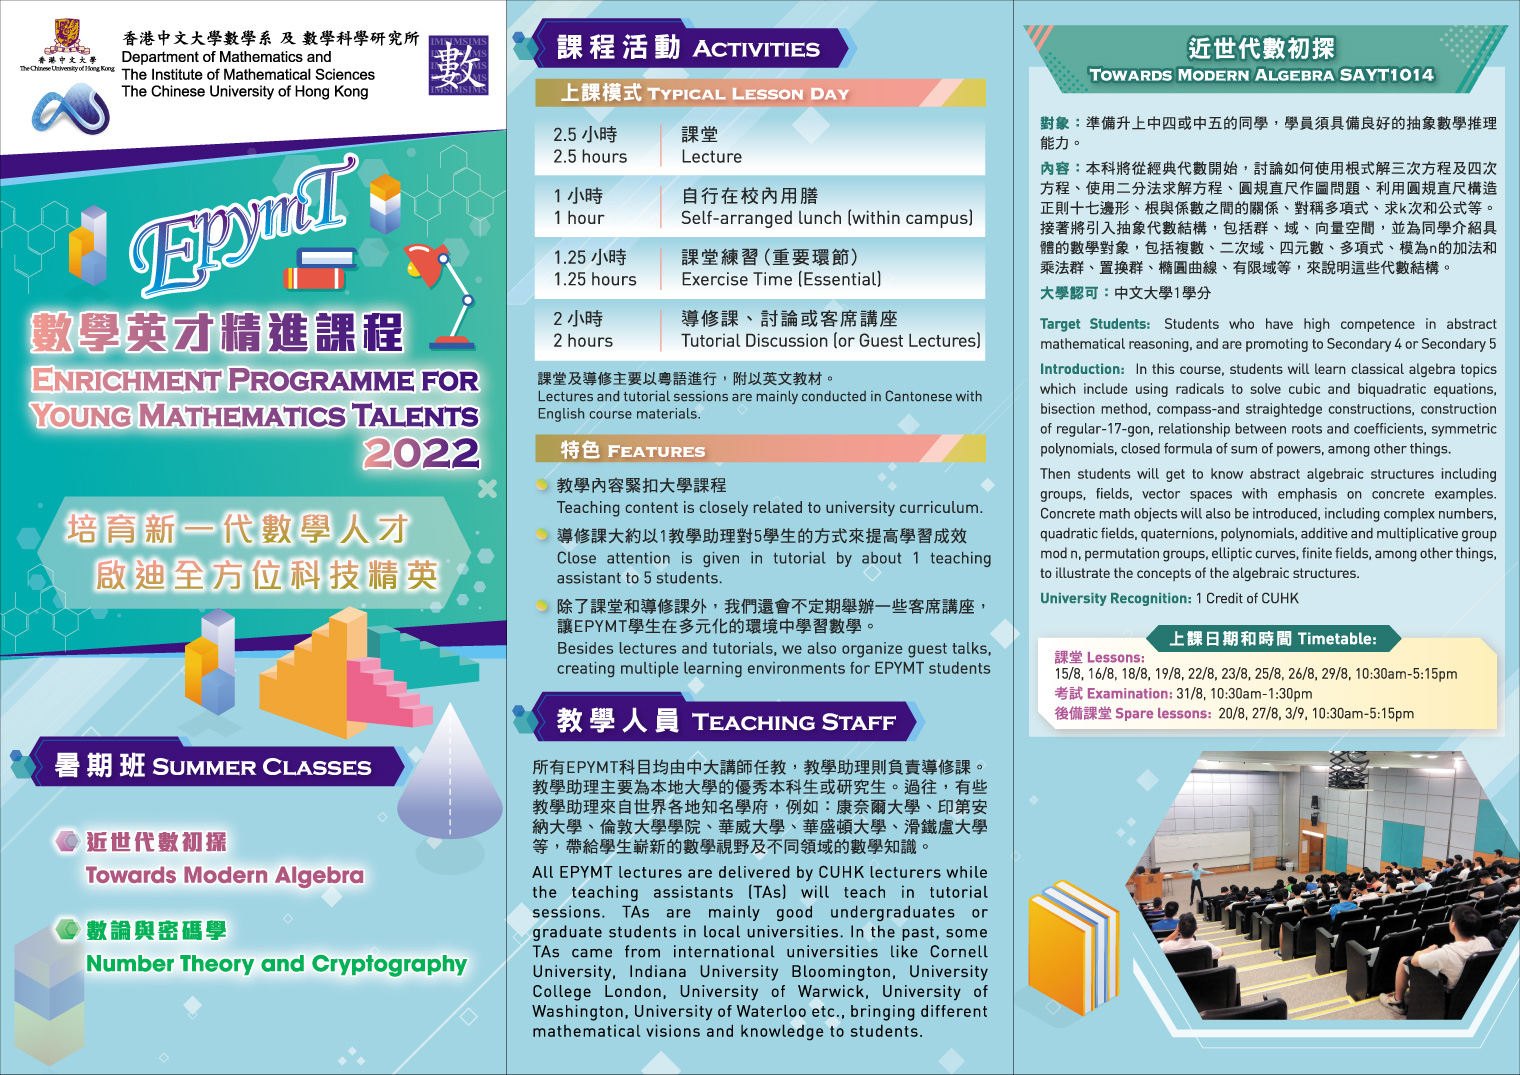 香港中文大學
The Chinese University of Hong Kong
香港中文大學數學系 及 數學科學研究所
Department of Mathematics and
The Institute of Mathematical Sciences
The Chinese University of Hong Kong
數
EPYMT
數學英才精進課程
ENRICHMENT PROGRAMME FOR
YOUNG MATHEMATICS TALENTS
2022
培育新一代數學人才
啟迪全方位科技精英
暑期班 SUMMER CLASSES
近世代數初探
Towards Modern Algebra
數論與密碼學
Number Theory and Cryptography
課程活動 ACTIVITIES
上課模式 TYPICAL LESSON DAY
2.5 小時 課堂
2.5 hours Lecture
1 小時 自行在校內用膳
1 hour Self-arranged lunch (within campus)
1.25 小時 課堂練習（重要環節）
1.25 hours Exercise Time (Essential)
2 小時 導修課、討論或客席講座
2 hours Tutorial Discussion (or Guest Lectures)
課堂及導修主要以粵語進行，附以英文教材。
Lectures and tutorial sessions are mainly conducted in Cantonese with
English course materials.
特色 FEATURES
教學內容緊扣大學課程
Teaching content is closely related to university curriculum.
導修課大約以1教學助理對5學生的方式來提高學習成效
Close attention is given in tutorial by about 1 teaching
assistant to 5 students.
除了課堂和導修課外，我們還會不定期舉辦一些客席講座，
讓EPYMT學生在多元化的環境中學習數學。
Besides lectures and tutorials, we also organize guest talks,
creating multiple learning environments for EPYMT students
教學人員 TEACHING STAFF
所有EPYMT科目均由中大講師任教，教學助理則負責導修課。
教學助理主要為本地大學的優秀本科生或研究生。過往，有些
教學助理來自世界各地知名學府，例如：康奈爾大學、印第安
納大學、倫敦大學學院、華威大學、華盛頓大學、滑鐵盧大學
等，帶給學生嶄新的數學視野及不同領域的數學知識。
All EPYMT lectures are delivered by CUHK lecturers while
the teaching assistants (TAs) will teach in tutorial
sessions. TAs are mainly good undergraduates or
graduate students in local universities. In the past, some
TAs came from international universities like Cornell
University, Indiana University Bloomington, University
College London, University of Warwick, University of
Washington, University of Waterloo etc., bringing different
mathematical visions and knowledge to students.
近世代數初探
TOWARDS MODERN ALGEBRA SAYT1014
對象：準備升上中四或中五的同學，學員須具備良好的抽象數學推理
能力。
內容：本科將從經典代數開始，討論如何使用根式解三次方程及四次
方程、使用二分法求解方程、圓規直尺作圖問題、利用圓規直尺構造
正則十七邊形、根與係數之間的關係、對稱多項式、求k次和公式等。
接著將引入抽象代數結構，包括群、域、向量空間，並為同學介紹具
體的數學對象，包括複數、二次域、四元數、多項式、模為n的加法和
乘法群、置換群、橢圓曲線、有限域等，來說明這些代數結構。
大學認可：中文大學1學分
Target Students: Students who have high competence in abstract
mathematical reasoning, and are promoting to Secondary 4 or Secondary 5
Introduction: In this course, students will learn classical algebra topics
which include using radicals to solve cubic and biquadratic equations,
bisection method, compass-and straightedge constructions, construction
of regular-17-gon, relationship between roots and coefficients, symmetric
polynomials, closed formula of sum of powers, among other things.
Then students will get to know abstract algebraic structures including
groups, fields, vector spaces with emphasis on concrete examples.
Concrete math objects will also be introduced, including complex numbers,
quadratic fields, quaternions, polynomials, additive and multiplicative group
mod n, permutation groups, elliptic curves, finite fields, among other things,
to illustrate the concepts of the algebraic structures.
University Recognition: 1 Credit of CUHK
上課日期和時間 Timetable:
課堂 Lessons:
15/8, 16/8, 18/8, 19/8, 22/8, 23/8, 25/8, 26/8, 29/8, 10:30am-5:15pm
考試 Examination: 31/8, 10:30am-1:30pm
後備課堂 Spare lessons: 20/8, 27/8, 3/9, 10:30am-5:15pm